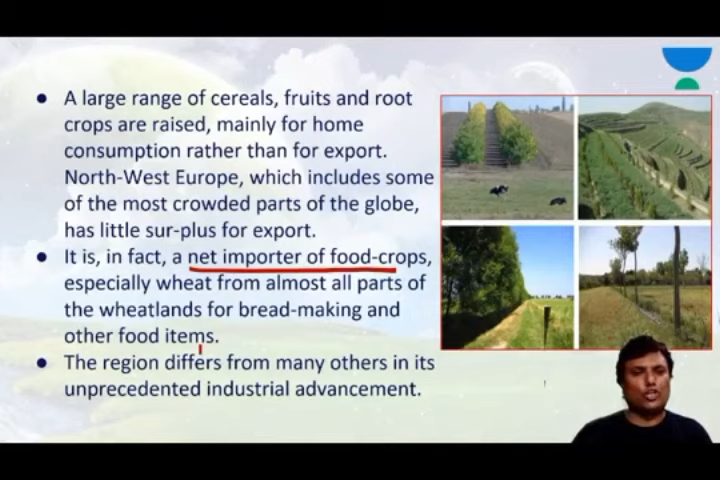 A large range of cereals, fruits and root
crops are raised, mainly for home
consumption rather than for export.
North-West Europe, which includes some
of the most crowded parts of the globe,
has little sur-plus for export.
It is, in fact, a net importer of food-crops,
especially wheat from almost all parts of
the wheatlands for bread-making and
other food items.
The region differs from many others in its
unprecedented industrial advancement.